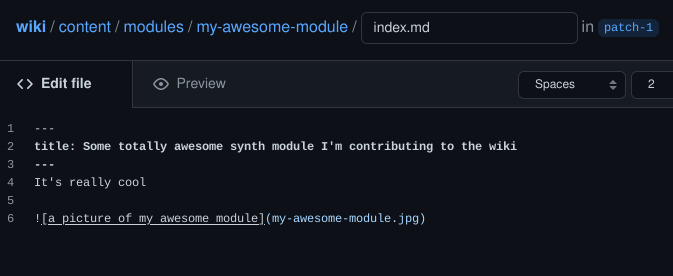 wiki / content / modules / my-awesome-module / index.md in patch-1
Edit file Preview Spaces 2
1 ---
2 title: Some totally awesome synth module I'm contributing to the wiki
3 ---
4 It's really cool
5
6 ![a picture of my awesome module](my-awesome-module.jpg)